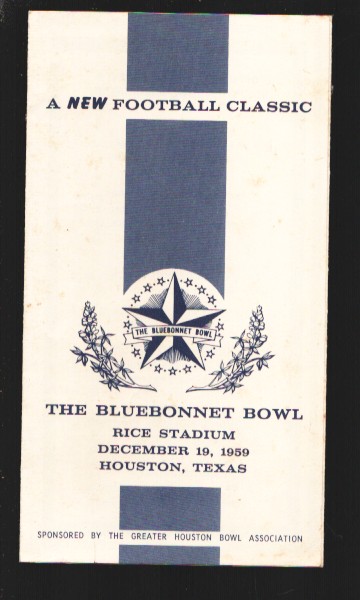 A NEW FOOTBALL CLASSIC
THE BLUEBONNET BOWL
THE BLUEBONNET BOWL
RICE STADIUM
DECEMBER 19, 1959
HOUSTON, TEXAS
SPONSORED BY THE GREATER HOUSTON BOWL ASSOCIATION